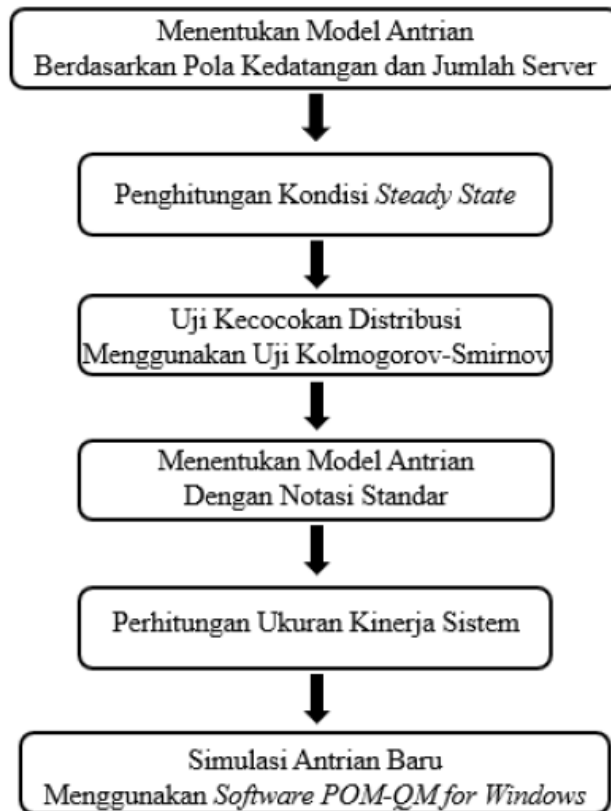 Menentukan Model Antrian
Berdasarkan Pola Kedatangan dan Jumlah Server
Penghitungan Kondisi Steady State
Uji Kecocokan Distribusi
Menggunakan Uji Kolmogorov-Smirnov
Menentukan Model Antrian
Dengan Notasi Standar
Perhitungan Ukuran Kinerja Sistem
Simulasi Antrian Baru
Menggunakan Software POM-QM for Windows